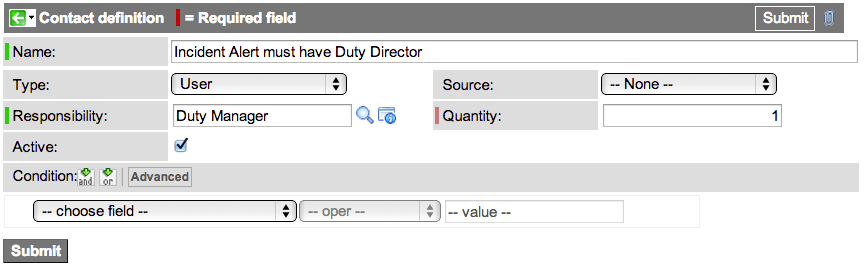 Contact definition = Required field Submit
Name: Incident Alert must have Duty Director
Type: User Source: -- None --
Responsibility: Duty Manager Quantity: 1
Active:
Condition: and or Advanced
-- choose field -- -- oper -- -- value --
Submit